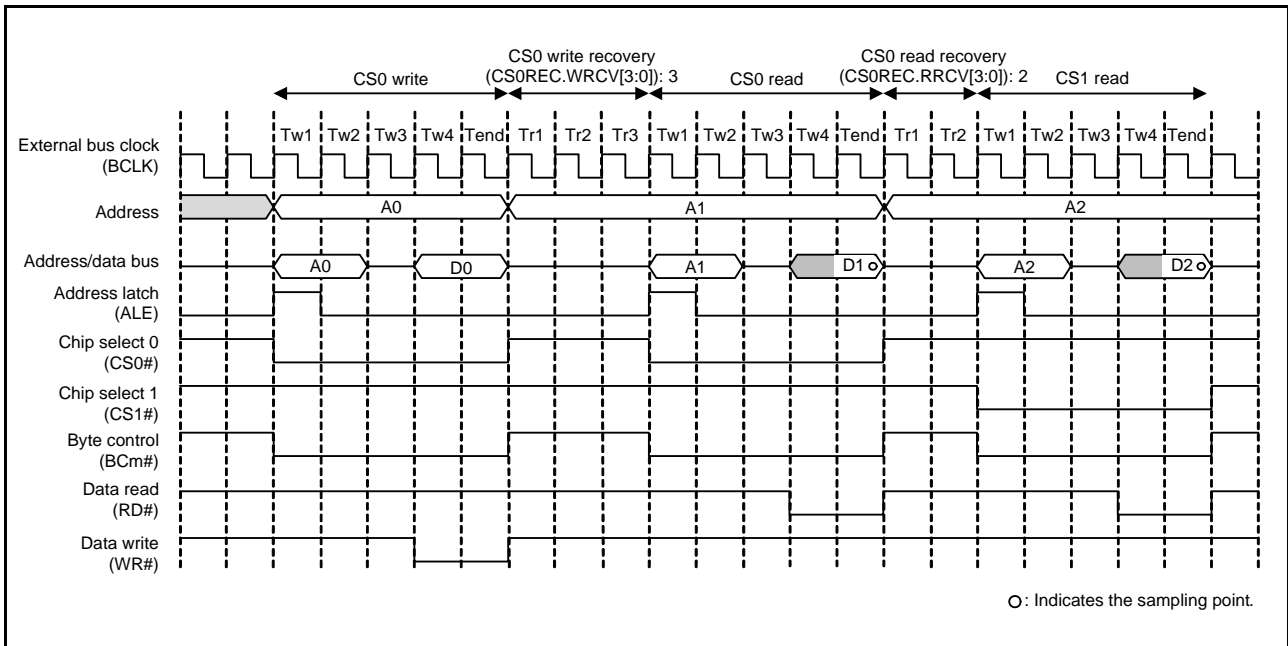 CS0 write
CS0 write recovery
(CS0REC.WRCV[3:0]): 3
CS0 read
CS0 read recovery
(CS0REC.RRCV[3:0]): 2
CS1 read
External bus clock
(BCLK)
Tw1 Tw2 Tw3 Tw4 Tend Tr1 Tr2 Tr3 Tw1 Tw2 Tw3 Tw4 Tend Tr1 Tr2 Tw1 Tw2 Tw3 Tw4 Tend
Address
A0 A1 A2
Address/data bus
A0 D0 A1 D1 A2 D2
Address latch
(ALE)
Chip select 0
(CS0#)
Chip select 1
(CS1#)
Byte control
(BCm#)
Data read
(RD#)
Data write
(WR#)
: Indicates the sampling point.